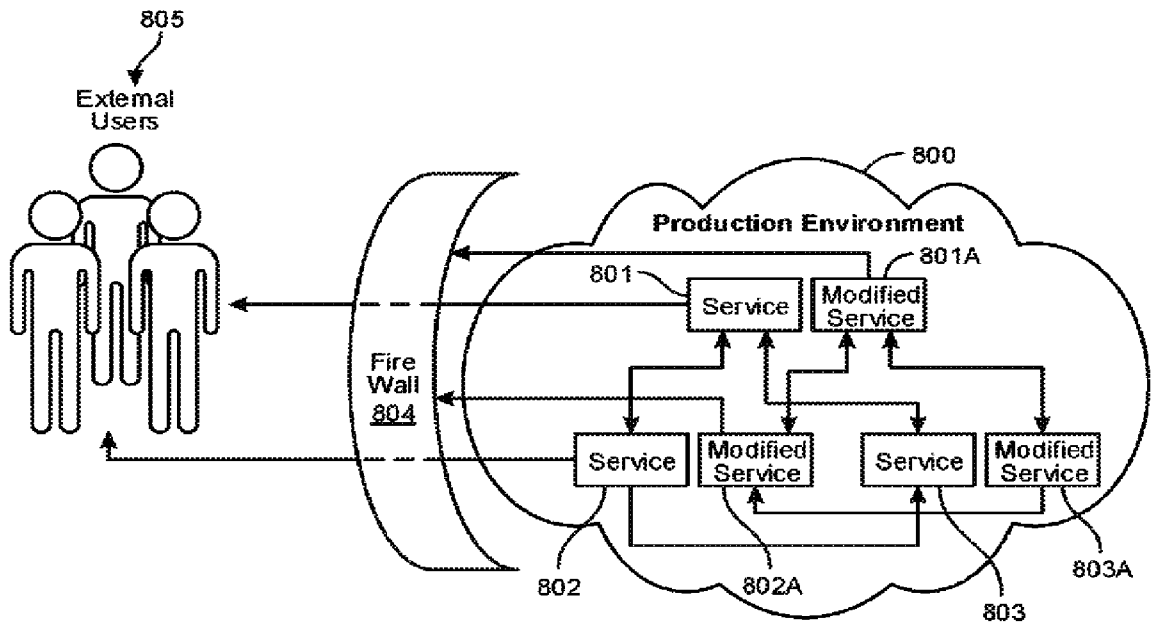 805
External
Users
800
Production Environment
801
801A
Service
Modified
Service
Fire
Wall
804
Service
Modified
Service
Service
Modified
Service
802
802A
803
803A